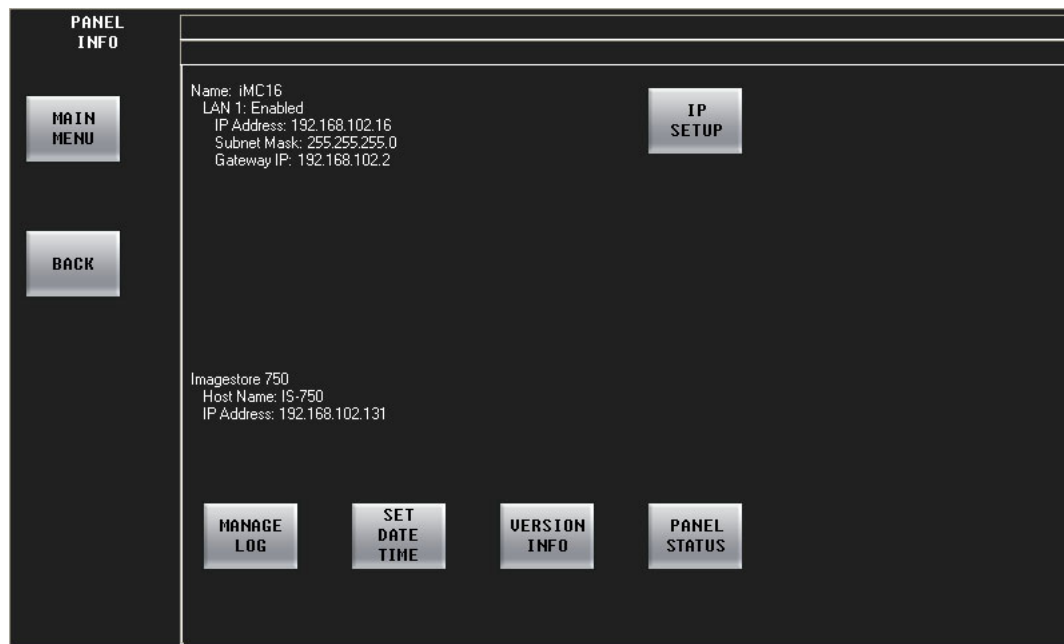 PANEL
INFO
MAIN
MENU
BACK
Name: iMC16
LAN 1: Enabled
IP Address: 192.168.102.16
Subnet Mask: 255.255.255.0
Gateway IP: 192.168.102.2
IP
SETUP
Imagestore 750
Host Name: IS-750
IP Address: 192.168.102.131
MANAGE
LOG
SET
DATE
TIME
VERSION
INFO
PANEL
STATUS